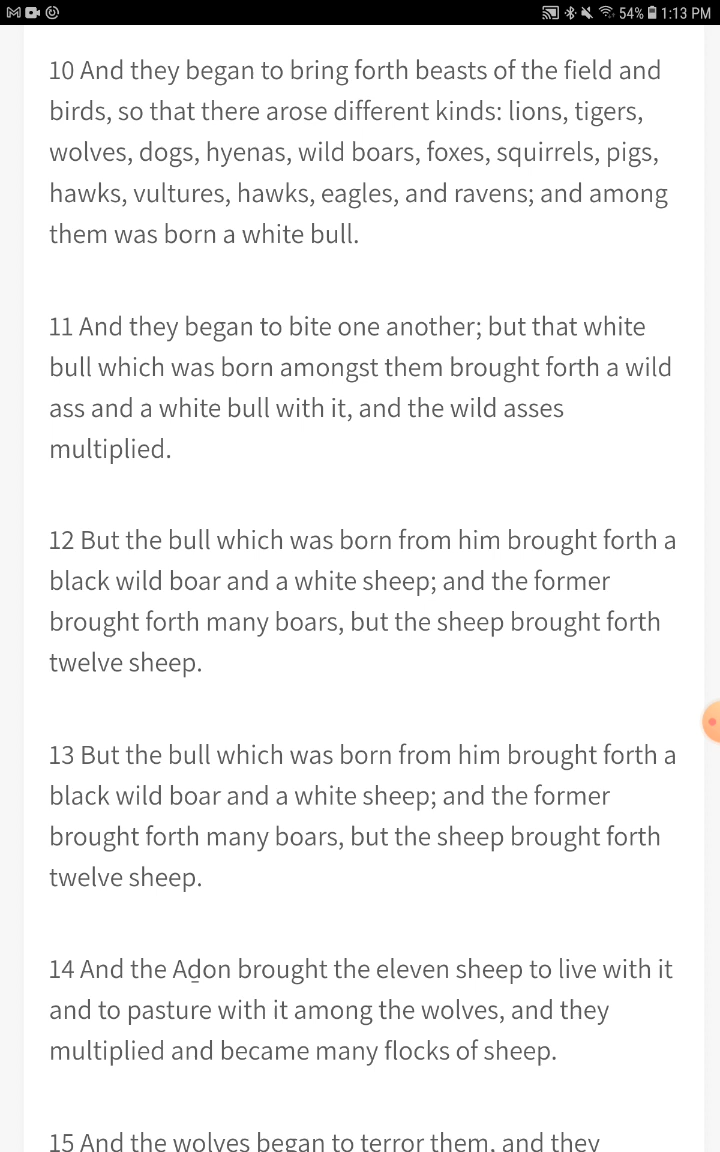 54% 1:13 PM
10 And they began to bring forth beasts of the field and
birds, so that there arose different kinds: lions, tigers,
wolves, dogs, hyenas, wild boars, foxes, squirrels, pigs,
hawks, vultures, hawks, eagles, and ravens; and among
them was born a white bull.
11 And they began to bite one another; but that white
bull which was born amongst them brought forth a wild
ass and a white bull with it, and the wild asses
multiplied.
12 But the bull which was born from him brought forth a
black wild boar and a white sheep; and the former
brought forth many boars, but the sheep brought forth
twelve sheep.
13 But the bull which was born from him brought forth a
black wild boar and a white sheep; and the former
brought forth many boars, but the sheep brought forth
twelve sheep.
14 And the Aḏon brought the eleven sheep to live with it
and to pasture with it among the wolves, and they
multiplied and became many flocks of sheep.
15 And the wolves began to terror them, and they